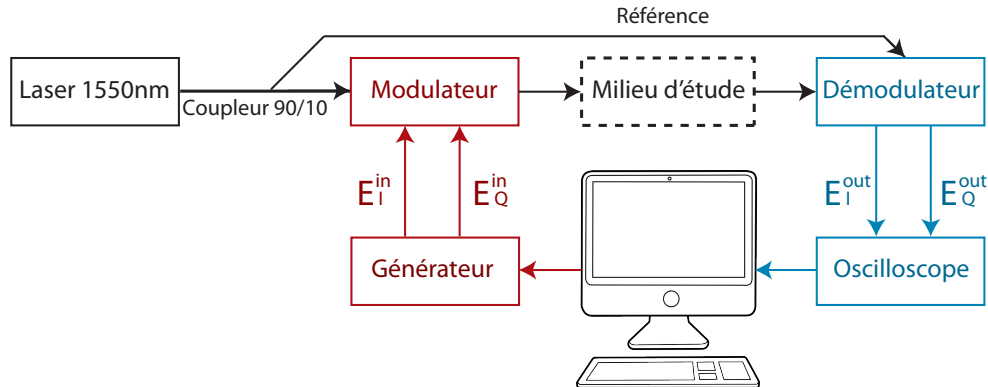 Référence
Laser 1550nm
Coupleur 90/10
Modulateur
Milieu d'étude
Démodulateur
E_I^in
E_Q^in
E_I^out
E_Q^out
Générateur
Oscilloscope